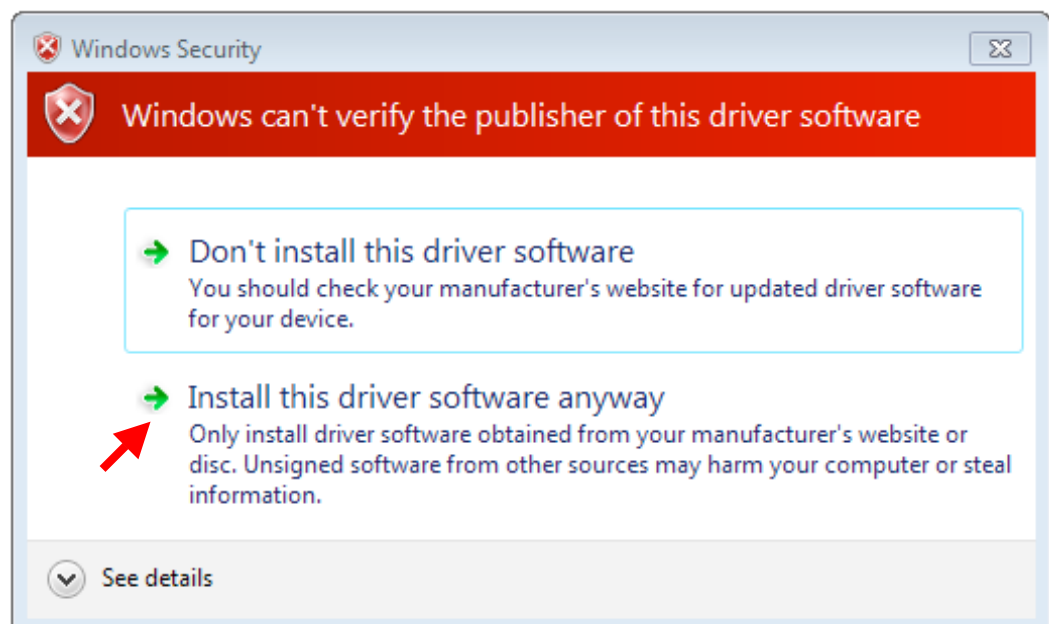 Windows Security
Windows can't verify the publisher of this driver software
Don't install this driver software
You should check your manufacturer's website for updated driver software
for your device.
Install this driver software anyway
Only install driver software obtained from your manufacturer's website or
disc. Unsigned software from other sources may harm your computer or steal
information.
See details